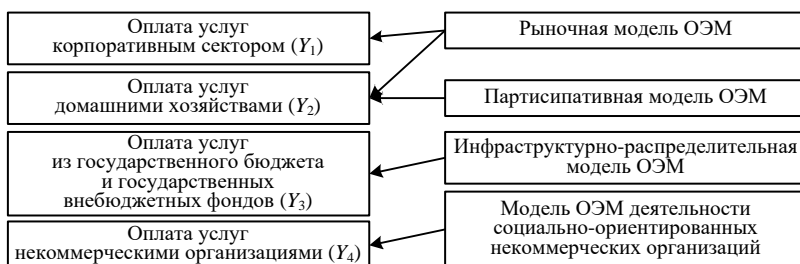 Оплата услуг
корпоративным сектором (Y₁)
Рыночная модель ОЭМ
Оплата услуг
домашними хозяйствами (Y₂)
Партисипативная модель ОЭМ
Оплата услуг
из государственного бюджета
и государственных
внебюджетных фондов (Y₃)
Инфраструктурно-распределительная
модель ОЭМ
Оплата услуг
некоммерческими организациями (Y₄)
Модель ОЭМ деятельности
социально-ориентированных
некоммерческих организаций